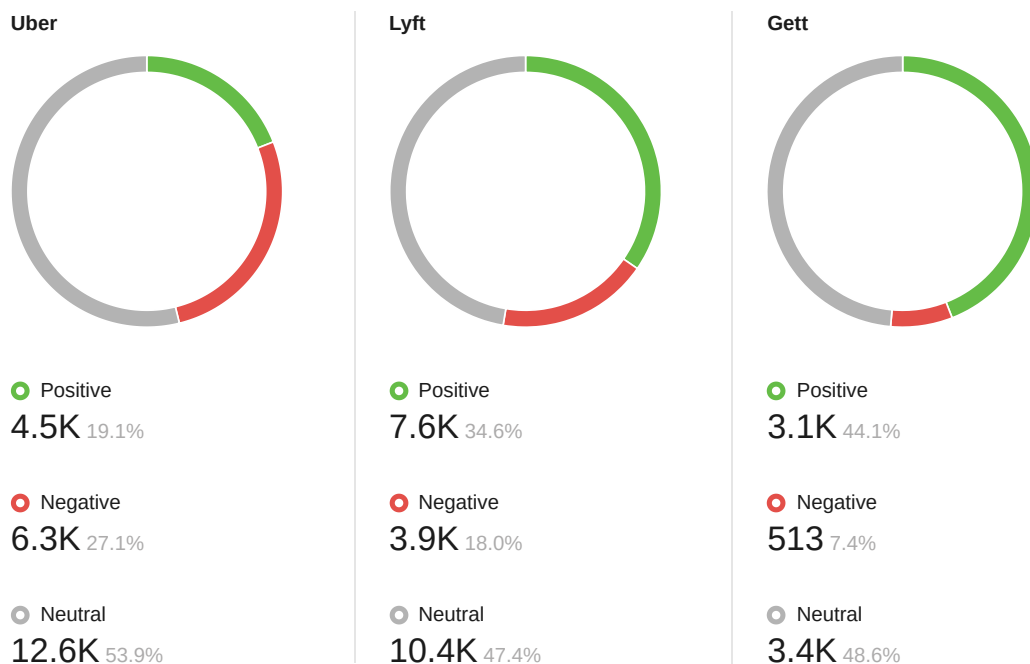 Uber
Positive
4.5K 19.1%
Negative
6.3K 27.1%
Neutral
12.6K 53.9%
Lyft
Positive
7.6K 34.6%
Negative
3.9K 18.0%
Neutral
10.4K 47.4%
Gett
Positive
3.1K 44.1%
Negative
513 7.4%
Neutral
3.4K 48.6%